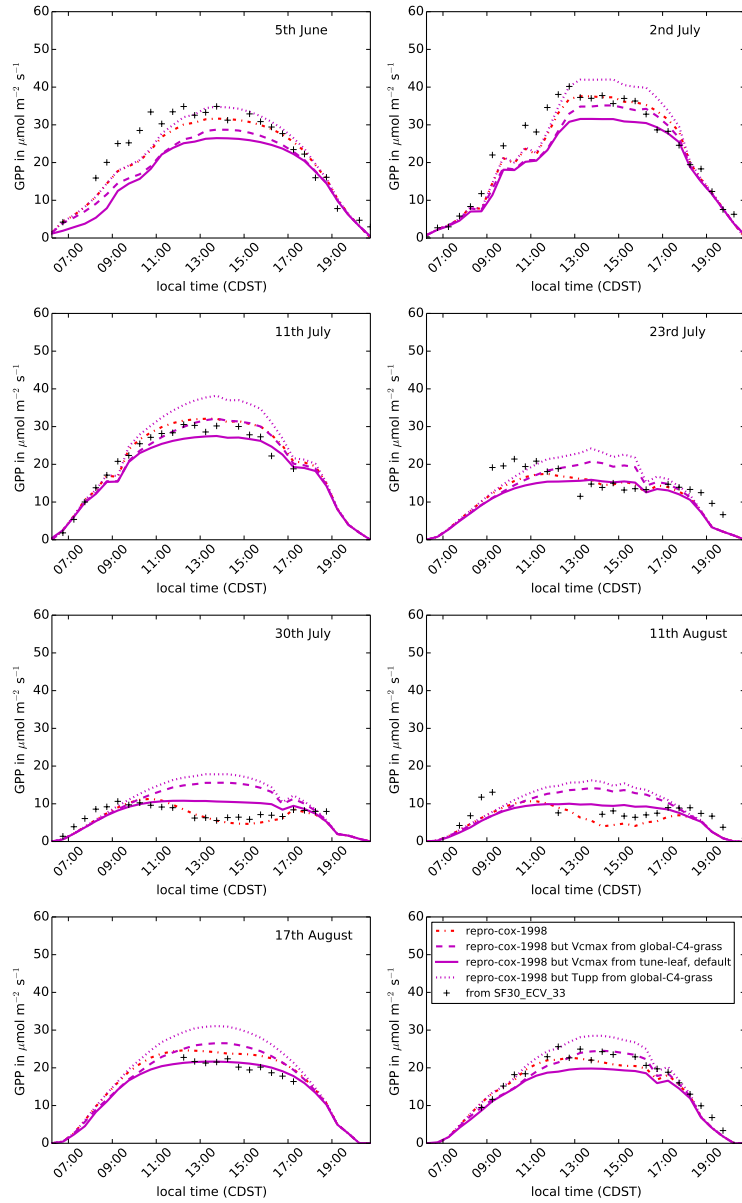 5th June
60
50
40
30
20
10
0
GPP in μmol m⁻² s⁻¹
07:00 09:00 11:00 13:00 15:00 17:00 19:00
local time (CDST)
2nd July
60
50
40
30
20
10
0
GPP in μmol m⁻² s⁻¹
07:00 09:00 11:00 13:00 15:00 17:00 19:00
local time (CDST)
11th July
60
50
40
30
20
10
0
GPP in μmol m⁻² s⁻¹
07:00 09:00 11:00 13:00 15:00 17:00 19:00
local time (CDST)
23rd July
60
50
40
30
20
10
0
GPP in μmol m⁻² s⁻¹
07:00 09:00 11:00 13:00 15:00 17:00 19:00
local time (CDST)
30th July
60
50
40
30
20
10
0
GPP in μmol m⁻² s⁻¹
07:00 09:00 11:00 13:00 15:00 17:00 19:00
local time (CDST)
11th August
60
50
40
30
20
10
0
GPP in μmol m⁻² s⁻¹
07:00 09:00 11:00 13:00 15:00 17:00 19:00
local time (CDST)
17th August
60
50
40
30
20
10
0
GPP in μmol m⁻² s⁻¹
07:00 09:00 11:00 13:00 15:00 17:00 19:00
local time (CDST)
repro-cox-1998
repro-cox-1998 but Vcmax from global-C4-grass
repro-cox-1998 but Vcmax from tune-leaf, default
repro-cox-1998 but Tupp from global-C4-grass
from SF30_ECV_33
60
50
40
30
20
10
0
GPP in μmol m⁻² s⁻¹
07:00 09:00 11:00 13:00 15:00 17:00 19:00
local time (CDST)